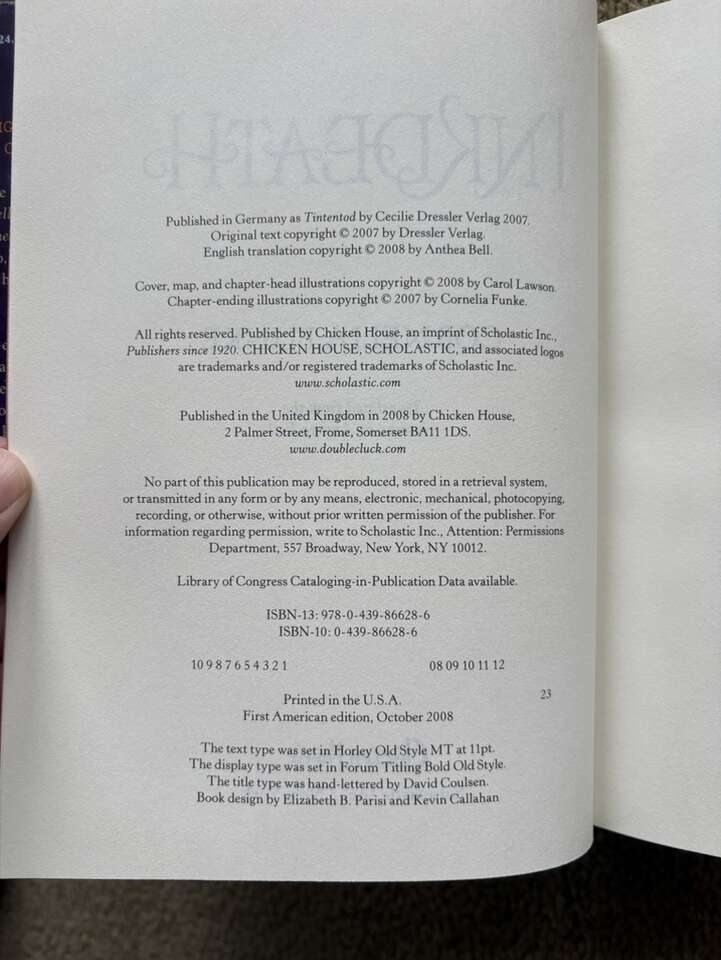 24.
INKDEATH
Published in Germany as Tintentod by Cecilie Dressler Verlag 2007.
Original text copyright © 2007 by Dressler Verlag.
English translation copyright © 2008 by Anthea Bell.
Cover, map, and chapter-head illustrations copyright © 2008 by Carol Lawson.
Chapter-ending illustrations copyright © 2007 by Cornelia Funke.
All rights reserved. Published by Chicken House, an imprint of Scholastic Inc.,
Publishers since 1920. CHICKEN HOUSE, SCHOLASTIC, and associated logos
are trademarks and/or registered trademarks of Scholastic Inc.
www.scholastic.com
Published in the United Kingdom in 2008 by Chicken House,
2 Palmer Street, Frome, Somerset BA11 1DS.
www.doublecluck.com
No part of this publication may be reproduced, stored in a retrieval system,
or transmitted in any form or by any means, electronic, mechanical, photocopying,
recording, or otherwise, without prior written permission of the publisher. For
information regarding permission, write to Scholastic Inc., Attention: Permissions
Department, 557 Broadway, New York, NY 10012.
Library of Congress Cataloging-in-Publication Data available.
ISBN-13: 978-0-439-86628-6
ISBN-10: 0-439-86628-6
10 9 8 7 6 5 4 3 2 1 08 09 10 11 12
Printed in the U.S.A. 23
First American edition, October 2008
The text type was set in Horley Old Style MT at 11pt.
The display type was set in Forum Titling Bold Old Style.
The title type was hand-lettered by David Coulsen.
Book design by Elizabeth B. Parisi and Kevin Callahan